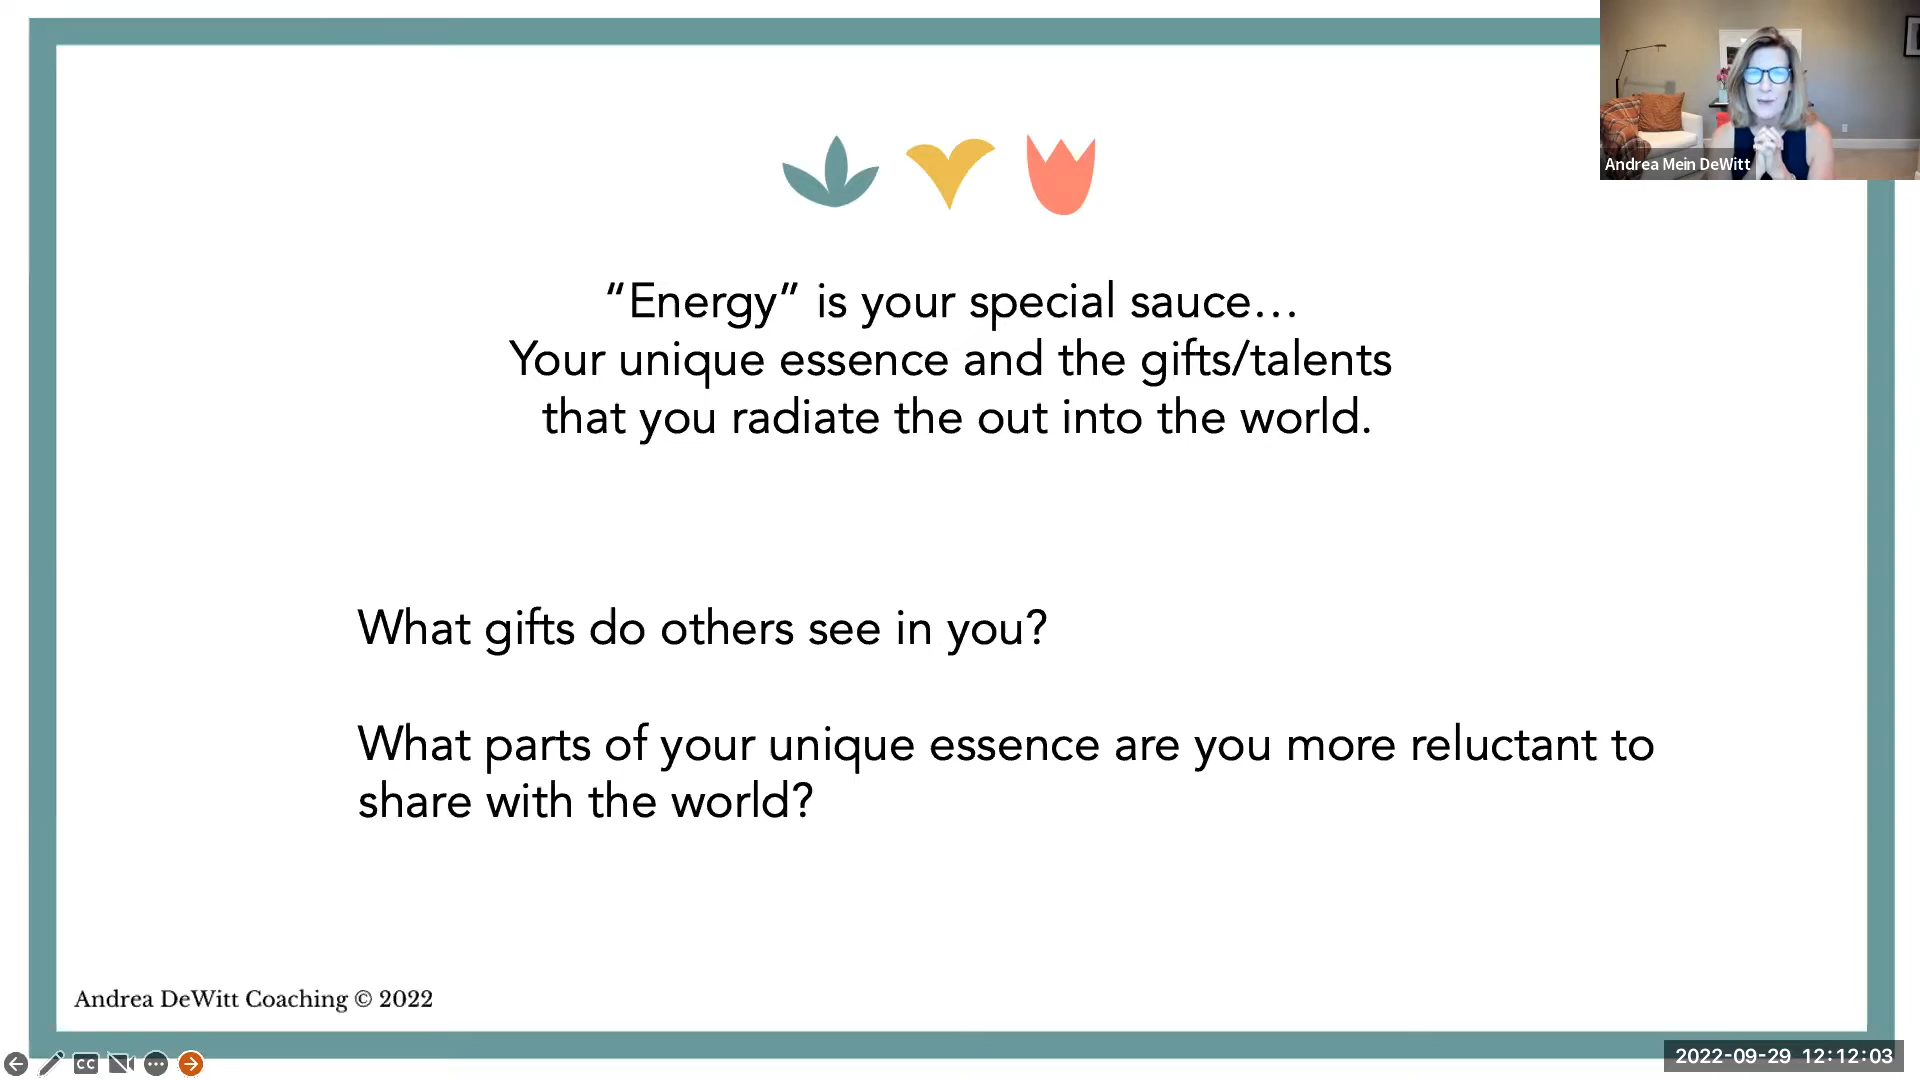 Andrea Mein DeWitt
“Energy” is your special sauce…
Your unique essence and the gifts/talents
that you radiate the out into the world.
What gifts do others see in you?
What parts of your unique essence are you more reluctant to
share with the world?
Andrea DeWitt Coaching © 2022
CC
2022-09-29 12:12:03